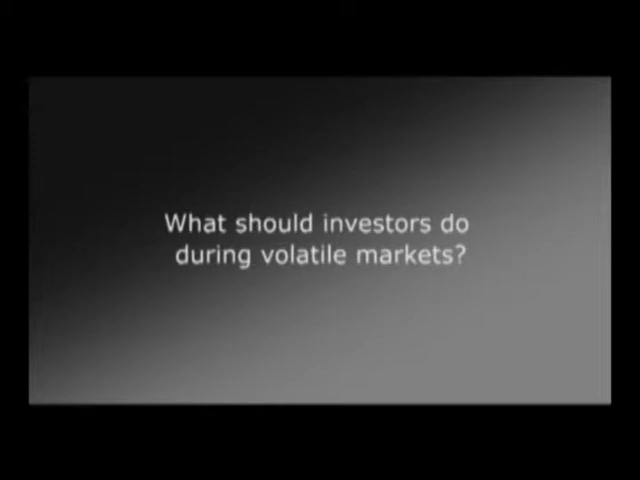 What should investors do
during volatile markets?